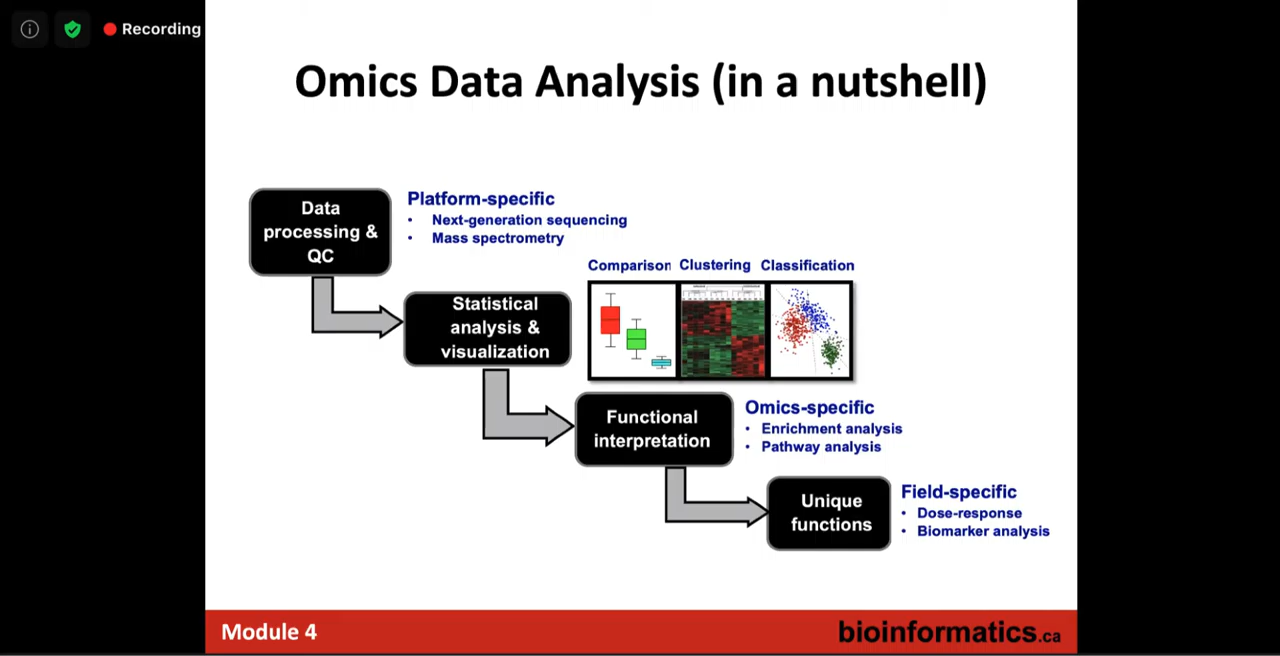 Recording
Omics Data Analysis (in a nutshell)
Data
processing &
QC
Platform-specific
• Next-generation sequencing
• Mass spectrometry
Comparison Clustering Classification
Statistical
analysis &
visualization
Functional
interpretation
Omics-specific
• Enrichment analysis
• Pathway analysis
Unique
functions
Field-specific
• Dose-response
• Biomarker analysis
Module 4
bioinformatics.ca